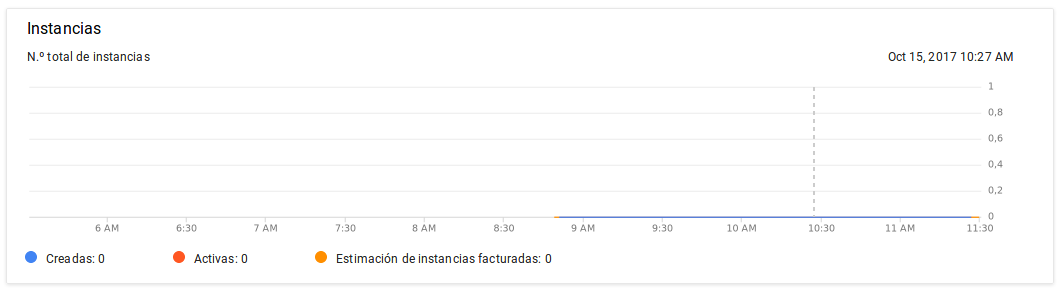 Instancias
N.º total de instancias
Oct 15, 2017 10:27 AM
1
0,8
0,6
0,4
0,2
0
6 AM 6:30 7 AM 7:30 8 AM 8:30 9 AM 9:30 10 AM 10:30 11 AM 11:30
Creadas: 0 Activas: 0 Estimación de instancias facturadas: 0